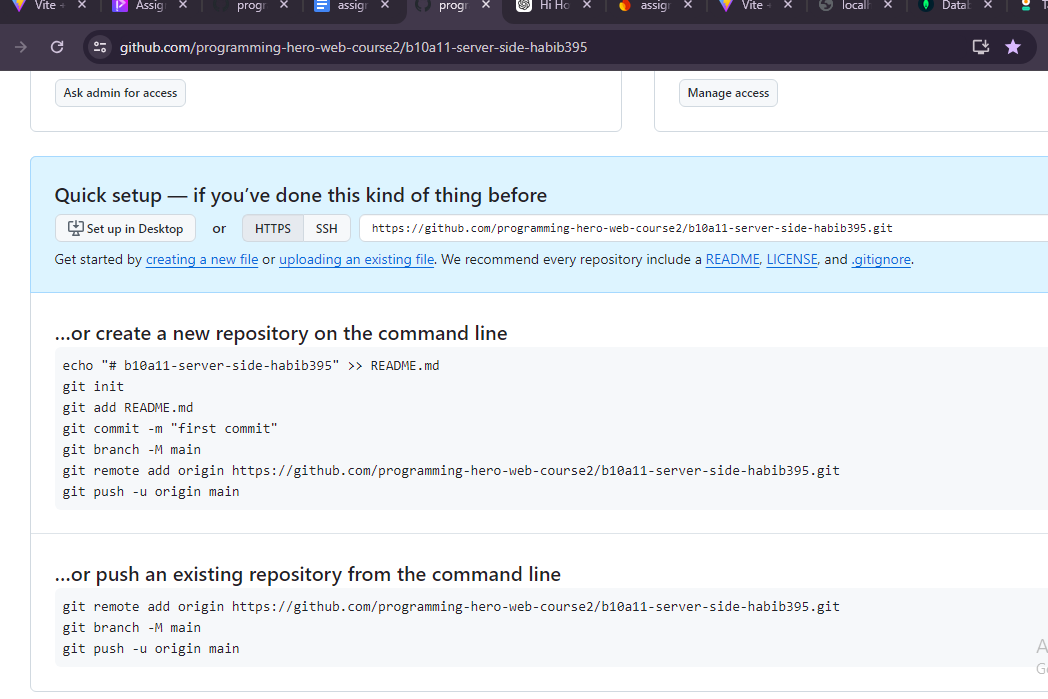 Vite
Assig
progr
assigr
progr
Hi Ho
assigr
Vite
local
Datab
github.com/programming-hero-web-course2/b10a11-server-side-habib395
Ask admin for access
Manage access
Quick setup — if you’ve done this kind of thing before
Set up in Desktop or HTTPS SSH https://github.com/programming-hero-web-course2/b10a11-server-side-habib395.git
Get started by creating a new file or uploading an existing file. We recommend every repository include a README, LICENSE, and .gitignore.
…or create a new repository on the command line
echo "# b10a11-server-side-habib395" >> README.md
git init
git add README.md
git commit -m "first commit"
git branch -M main
git remote add origin https://github.com/programming-hero-web-course2/b10a11-server-side-habib395.git
git push -u origin main
…or push an existing repository from the command line
git remote add origin https://github.com/programming-hero-web-course2/b10a11-server-side-habib395.git
git branch -M main
git push -u origin main